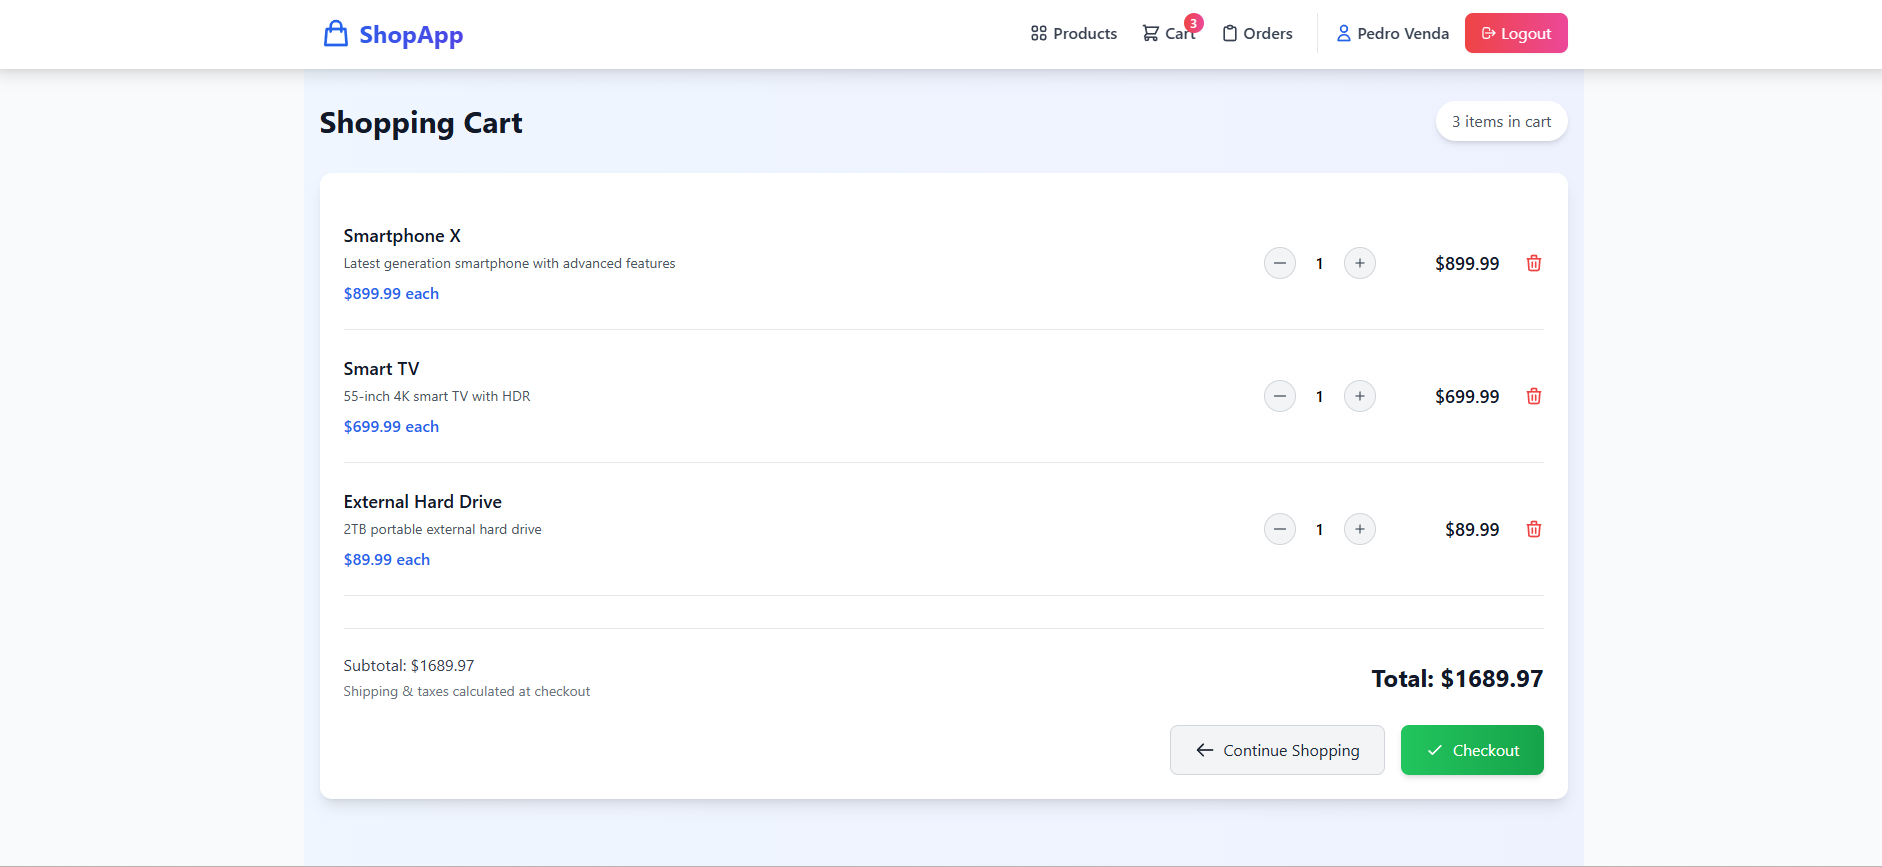 ShopApp
Products
Cart
3
Orders
Pedro Venda
Logout
Shopping Cart
3 items in cart
Smartphone X
Latest generation smartphone with advanced features
$899.99 each
1
$899.99
Smart TV
55-inch 4K smart TV with HDR
$699.99 each
1
$699.99
External Hard Drive
2TB portable external hard drive
$89.99 each
1
$89.99
Subtotal: $1689.97
Shipping & taxes calculated at checkout
Total: $1689.97
Continue Shopping
Checkout